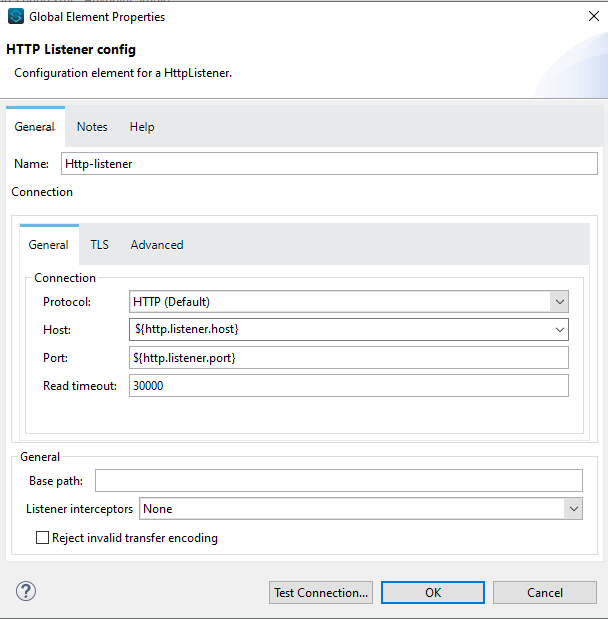 Global Element Properties
HTTP Listener config
Configuration element for a HttpListener.
General Notes Help
Name: Http-listener
Connection
General TLS Advanced
Connection
Protocol: HTTP (Default)
Host: ${http.listener.host}
Port: ${http.listener.port}
Read timeout: 30000
General
Base path:
Listener interceptors None
Reject invalid transfer encoding
? Test Connection... OK Cancel